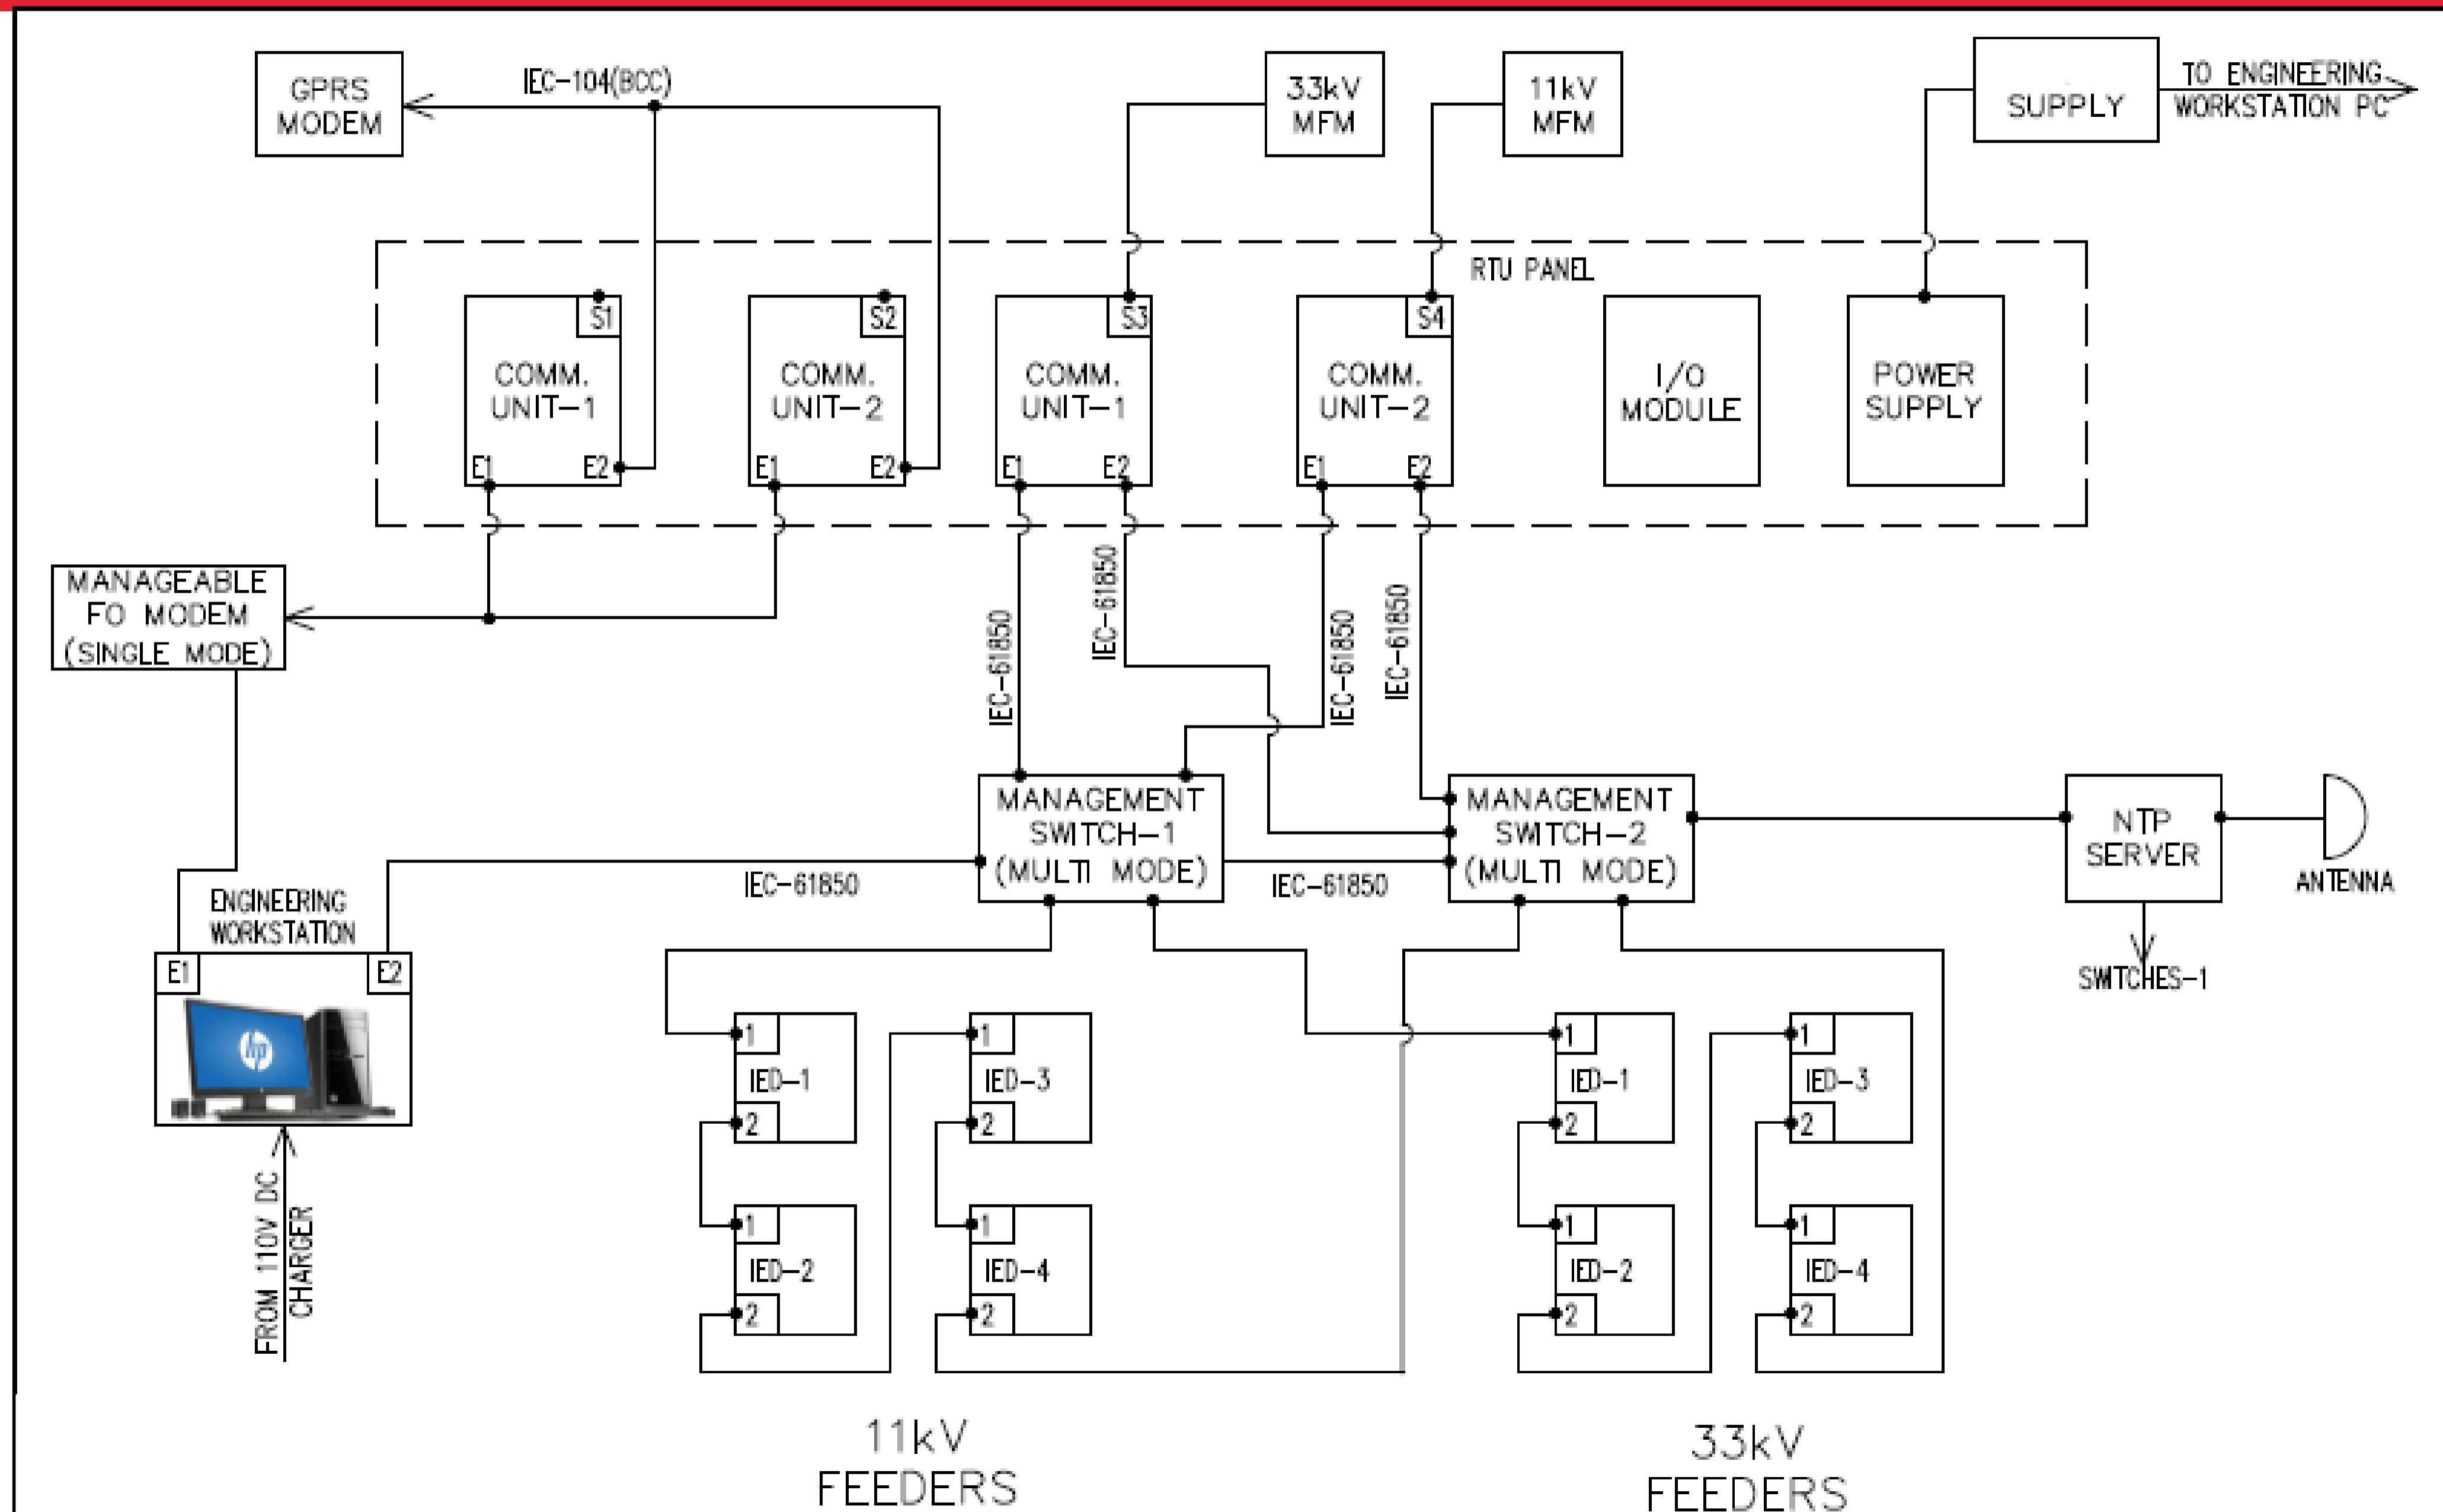 GPRS
MODEM
IEC-104(BCC)
33kV
MFM
11kV
MFM
SUPPLY
TO ENGINEERING
WORKSTATION PC
RTU PANEL
S1
COMM.
UNIT-1
E1
E2
S2
COMM.
UNIT-2
E1
E2
S3
COMM.
UNIT-1
E1
E2
S4
COMM.
UNIT-2
E1
E2
I/O
MODULE
POWER
SUPPLY
MANAGEABLE
FO MODEM
(SINGLE MODE)
IEC-61850
IEC-61850
IEC-61850
IEC-61850
MANAGEMENT
SWITCH-1
(MULTI MODE)
MANAGEMENT
SWITCH-2
(MULTI MODE)
NTP
SERVER
ANTENNA
IEC-61850
IEC-61850
SWITCHES-1
ENGINEERING
WORKSTATION
E1
E2
hp
FROM 110V DC
CHARGER
1
IED-1
2
1
IED-3
2
1
IED-2
2
1
IED-4
2
1
IED-1
2
1
IED-3
2
1
IED-2
2
1
IED-4
2
11kV
FEEDERS
33kV
FEEDERS